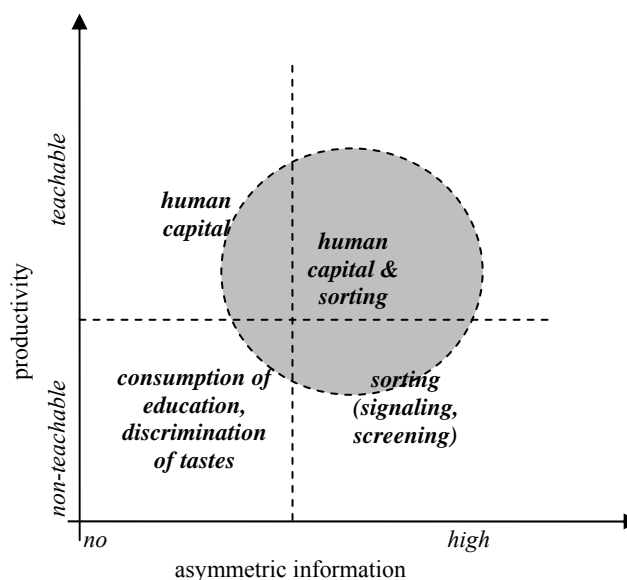 teachable
human
capital
human
capital &
sorting
productivity
non-teachable
consumption of
education,
discrimination
of tastes
sorting
(signaling,
screening)
no
high
asymmetric information